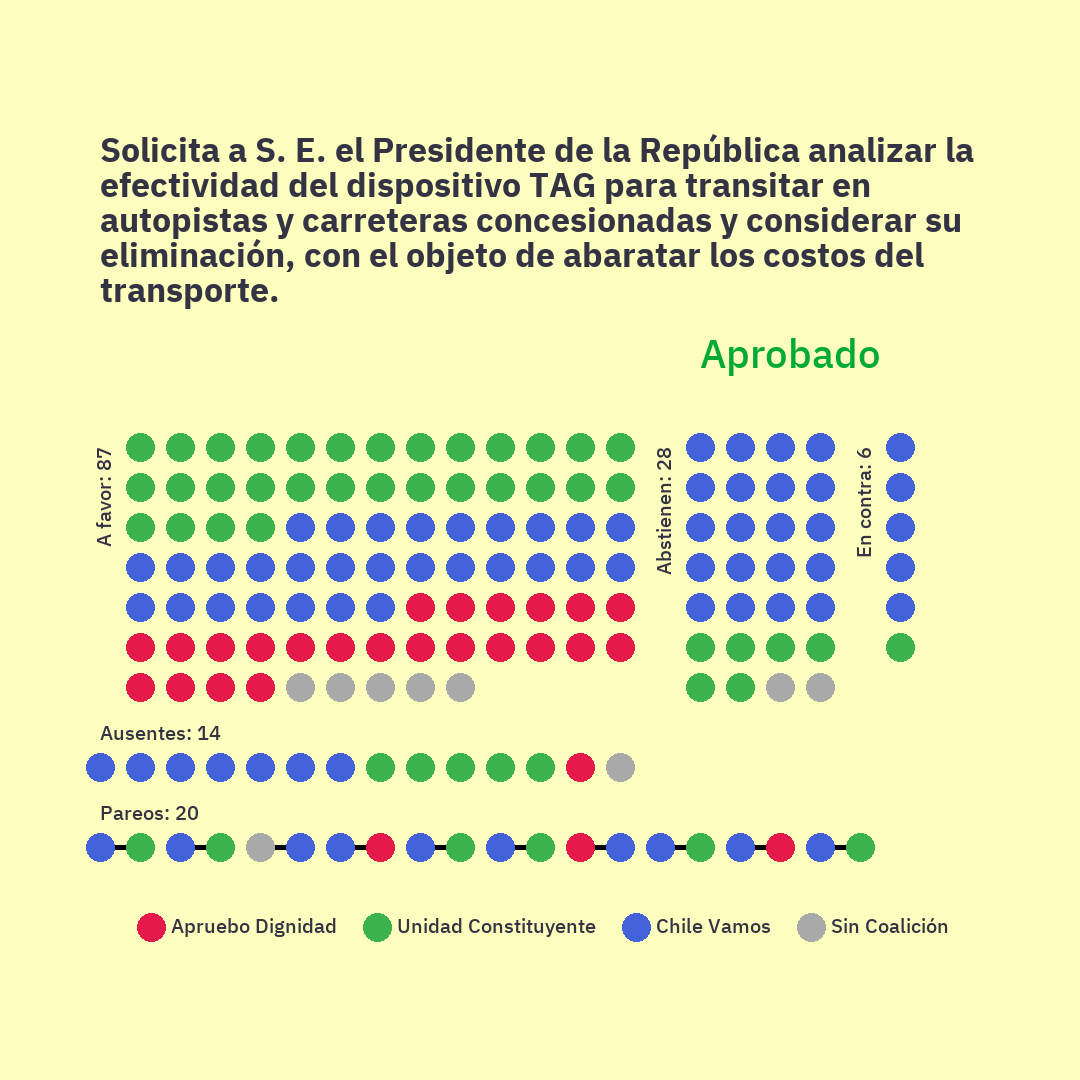 Solicita a S. E. el Presidente de la República analizar la
efectividad del dispositivo TAG para transitar en
autopistas y carreteras concesionadas y considerar su
eliminación, con el objeto de abaratar los costos del
transporte.
Aprobado
A favor: 87
Abstienen: 28
En contra: 6
Ausentes: 14
Pareos: 20
Apruebo Dignidad
Unidad Constituyente
Chile Vamos
Sin Coalición